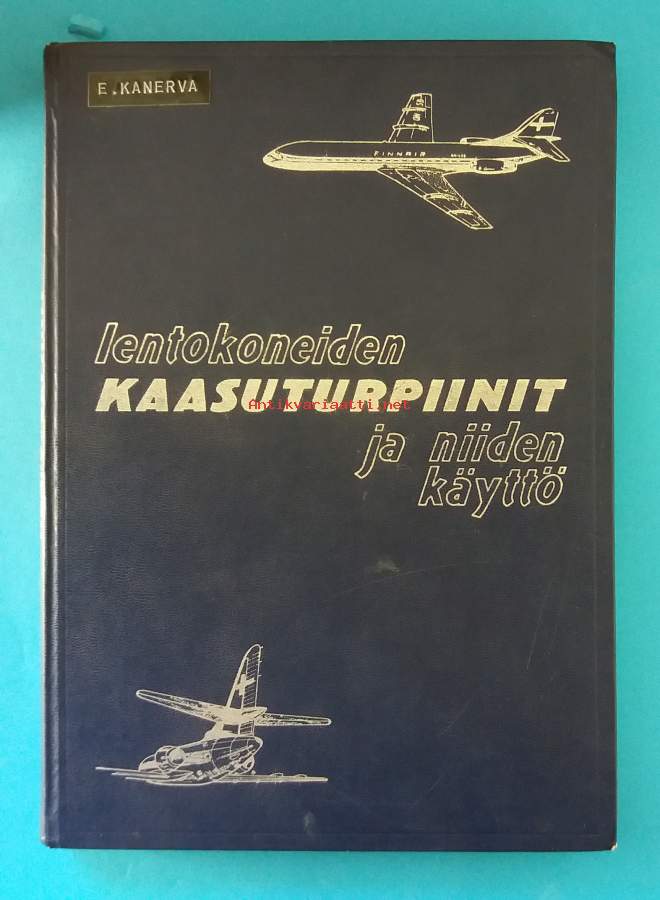 E.KANERVA
FINNAIR
lentokoneiden
KAASUTURPIINIT
Antikvariaatti.net
ja niiden
käyttö